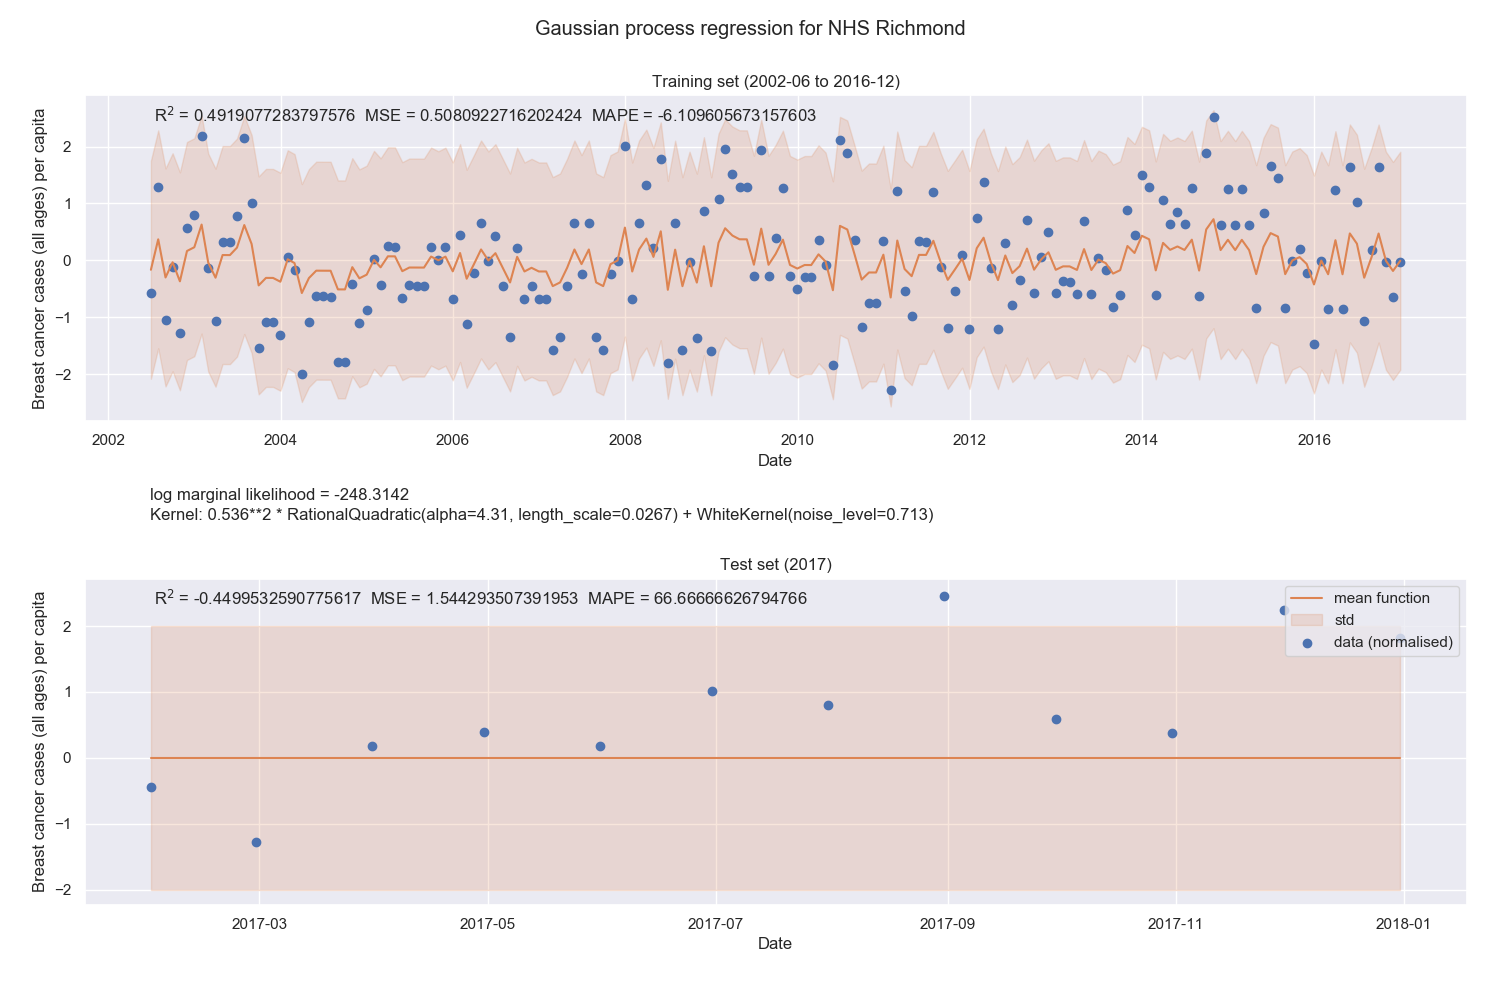 Gaussian process regression for NHS Richmond
Training set (2002-06 to 2016-12)
R² = 0.4919077283797576 MSE = 0.5080922716202424 MAPE = -6.109605673157603
Breast cancer cases (all ages) per capita
2
1
0
−1
−2
2002 2004 2006 2008 2010 2012 2014 2016
Date
log marginal likelihood = -248.3142
Kernel: 0.536**2 * RationalQuadratic(alpha=4.31, length_scale=0.0267) + WhiteKernel(noise_level=0.713)
Test set (2017)
R² = -0.4499532590775617 MSE = 1.544293507391953 MAPE = 66.66666626794766
mean function
std
data (normalised)
Breast cancer cases (all ages) per capita
2
1
0
−1
−2
2017-03 2017-05 2017-07 2017-09 2017-11 2018-01
Date